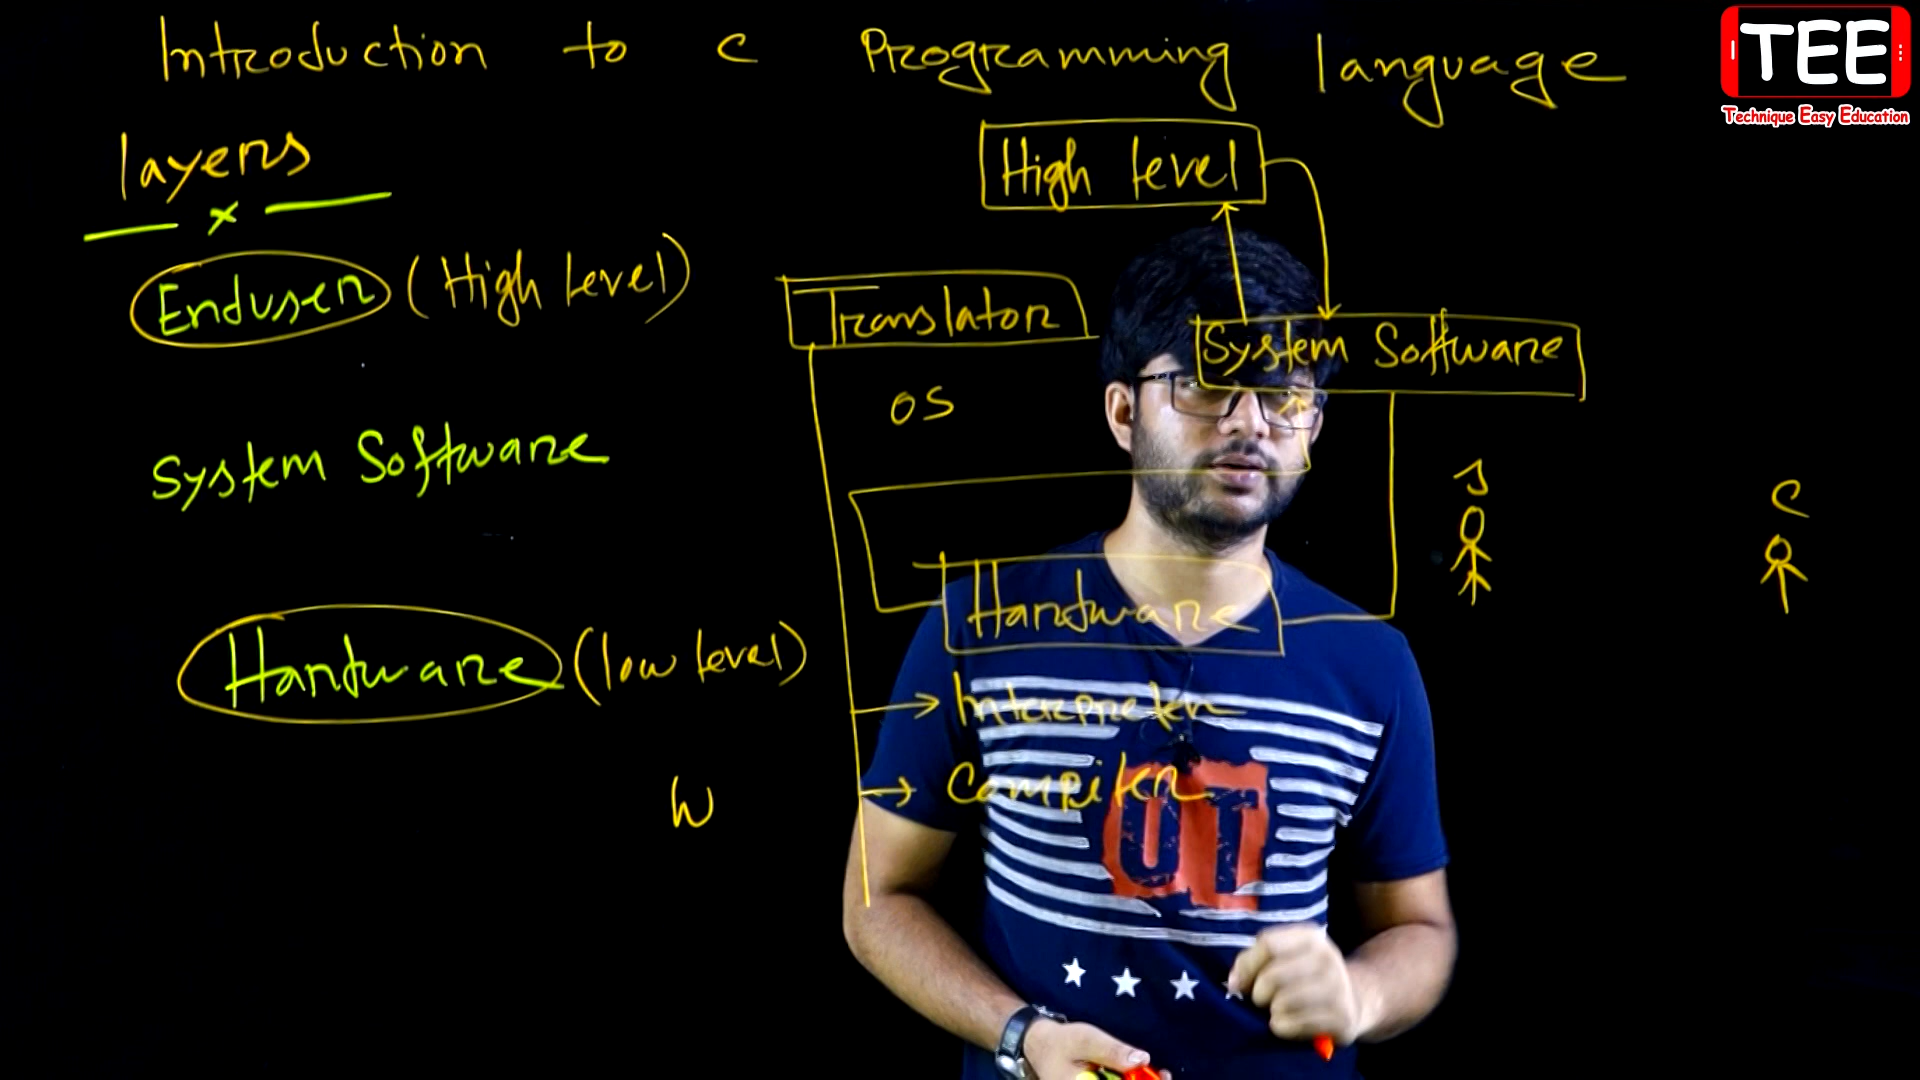 Introduction to C Programming language
TEE
Technique Easy Education
layers
x
High level
Enduser (High level)
Translator
System Software
OS
System Software
S
C
Hardware
Hardware (low level)
Interpreter
Compiler
W
UT